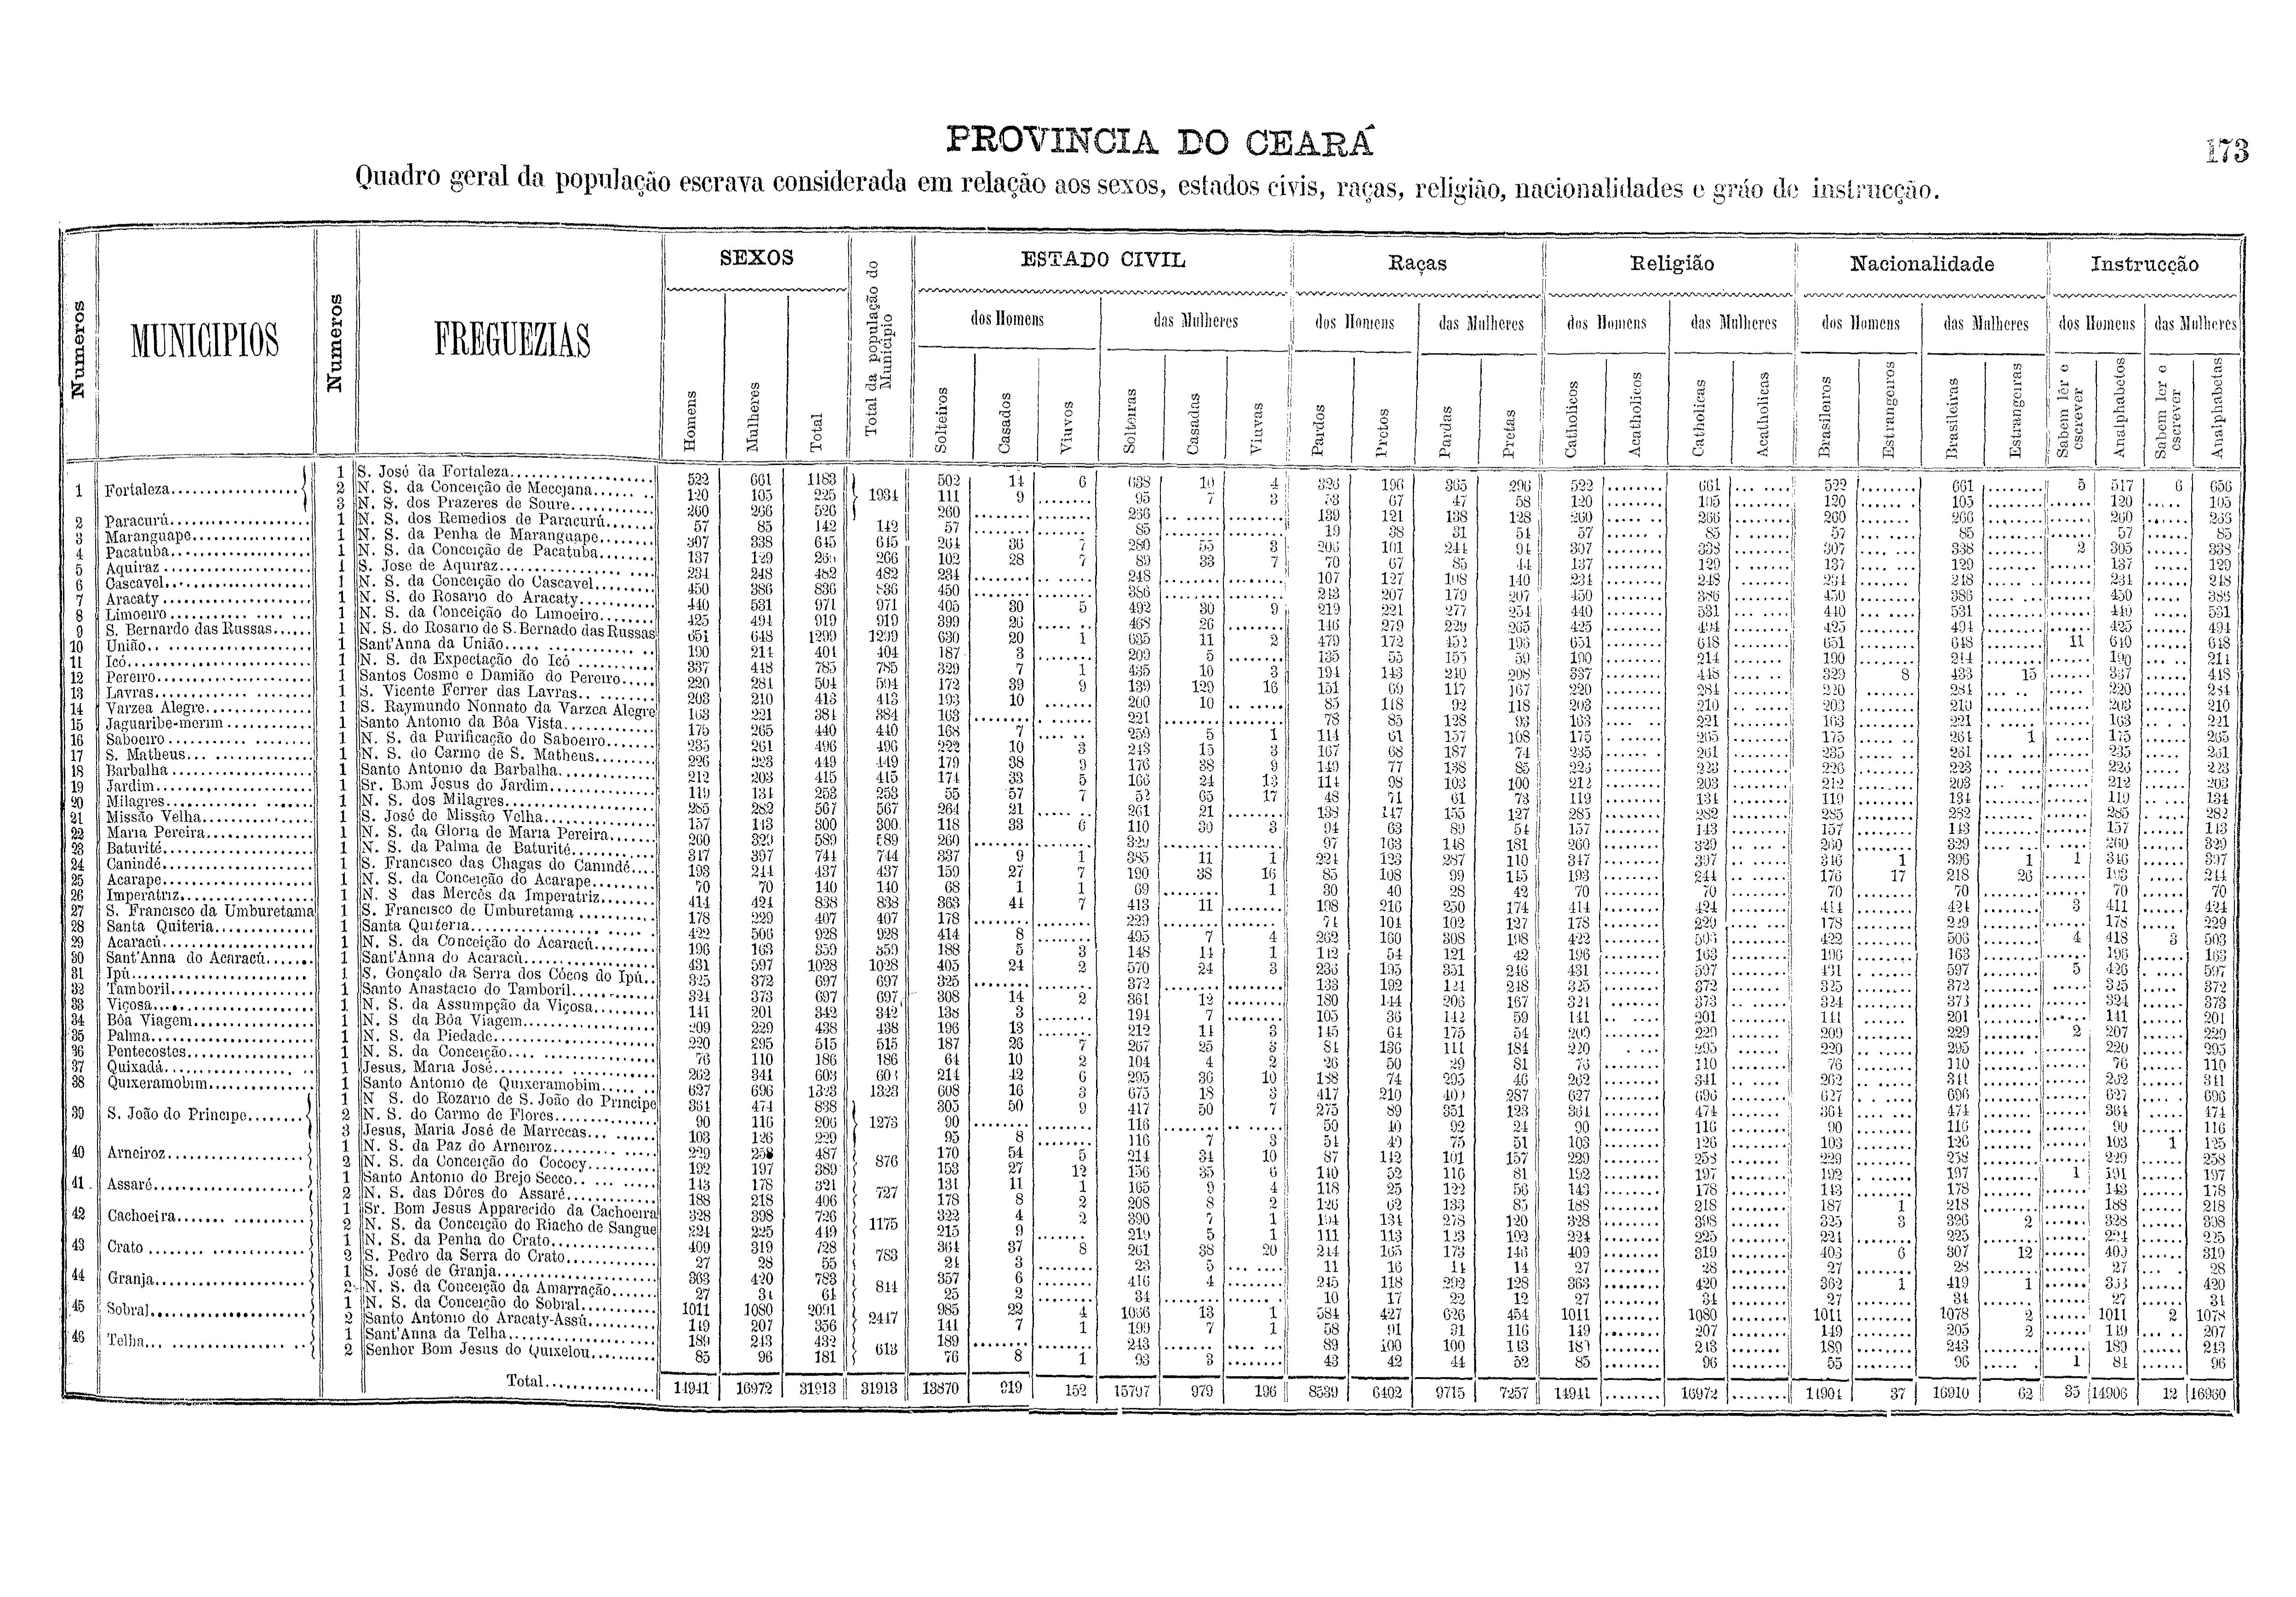 PROVINCIA DO CEARÁ
173
Quadro geral da população escrava considerada em relação aos sexos, estados civis, raças, religião, nacionalidades e gráo de instrucção.
Numeros MUNICIPIOS Numeros FREGUEZIAS SEXOS Total da população do Municipio ESTADO CIVIL Raças Religião Nacionalidade Instrucção
dos Homens das Mulheres dos Homens das Mulheres dos Homens das Mulheres dos Homens das Mulheres dos Homens das Mulheres
Homens Mulheres Total Solteiros Casados Viuvos Solteiras Casadas Viuvas Pardos Pretos Pardas Pretas Catholicos Acatholicos Catholicas Acatholicas Brasileiros Estrangeiros Brasileiras Estrangeiras Sabem lêr e escrever Analphabetos Sabem ler e escrever Analphabetas
1 Fortaleza 1 S. José da Fortaleza 522 661 1183 1934 502 14 6 638 10 4 326 196 365 296 522 661 522 661 5 517 6 656
2 N. S. da Conceição de Mecejana 120 105 225 111 9 95 7 3 53 67 47 58 120 105 120 105 120 105
3 N. S. dos Prazeres de Soure 260 266 526 260 266 139 121 138 128 260 266 260 266 260 266
2 Paracurú 1 N. S. dos Remedios de Paracurú 57 85 142 142 57 85 19 38 31 54 57 85 57 85 57 85
3 Maranguape 1 N. S. da Penha de Maranguape 307 338 645 645 264 36 7 280 55 3 206 101 244 94 307 338 307 338 2 305 338
4 Pacatuba 1 N. S. da Conceição de Pacatuba 137 129 266 266 102 28 7 89 33 7 70 67 85 44 137 129 137 129 137 129
5 Aquiraz 1 S. Jose de Aquiraz 234 248 482 482 234 248 107 127 108 140 234 248 234 248 234 248
6 Cascavel 1 N. S. da Conceição do Cascavel 450 386 836 836 450 386 243 207 179 207 450 386 450 386 450 386
7 Aracaty 1 N. S. do Rosario do Aracaty 440 531 971 971 405 30 5 492 30 9 219 221 277 254 440 531 440 531 440 531
8 Limoeiro 1 N. S. da Conceição do Limoeiro 425 494 919 919 399 26 468 26 146 279 229 265 425 494 425 494 425 494
9 S. Bernardo das Russas 1 N. S. do Rosario de S. Bernado das Russas 651 648 1299 1299 630 20 1 635 11 2 479 172 452 196 651 648 651 648 11 640 648
10 União 1 Sant'Anna da União 190 214 404 404 187 3 209 5 135 55 155 59 190 214 190 214 190 214
11 Icó 1 N. S. da Expectação do Icó 337 448 785 785 329 7 1 435 10 3 194 143 240 208 337 448 329 8 433 15 337 448
12 Pereiro 1 Santos Cosme e Damião do Pereiro 220 284 504 504 172 39 9 139 129 16 151 69 117 167 220 284 220 284 220 284
13 Lavras 1 S. Vicente Ferrer das Lavras 203 210 413 413 193 10 200 10 85 118 92 118 203 210 203 210 203 210
14 Varzea Alegre 1 S. Raymundo Nonnato da Varzea Alegre 163 221 384 384 163 221 78 85 128 93 163 221 163 221 163 221
15 Jaguaribe-merim 1 Santo Antonio da Bôa Vista 175 265 440 440 168 7 259 5 1 114 61 157 108 175 265 175 264 1 175 265
16 Saboeiro 1 N. S. da Purificação do Saboeiro 235 261 496 496 222 10 3 243 15 3 167 68 187 74 235 261 235 261 235 261
17 S. Matheus 1 N. S. do Carmo de S. Matheus 226 223 449 449 179 38 9 176 38 9 149 77 138 85 226 223 226 223 226 223
18 Barbalha 1 Santo Antonio da Barbalha 212 203 415 415 174 33 5 166 24 13 114 98 103 100 212 203 212 203 212 203
19 Jardim 1 Sr. Bom Jesus do Jardim 119 134 253 253 55 57 7 52 65 17 48 71 61 73 119 134 119 134 119 134
20 Milagres 1 N. S. dos Milagres 285 282 567 567 264 21 261 21 138 147 155 127 285 282 285 282 285 282
21 Missão Velha 1 S. José de Missão Velha 157 143 300 300 118 33 6 110 30 3 94 63 89 54 157 143 157 143 157 143
22 Maria Pereira 1 N. S. da Gloria de Maria Pereira 260 329 589 589 260 329 97 163 148 181 260 329 260 329 260 329
23 Baturité 1 N. S. da Palma de Baturité 347 397 744 744 337 9 1 385 11 1 224 123 287 110 347 397 346 1 396 1 1 346 397
24 Canindé 1 S. Francisco das Chagas do Canindé 193 244 437 437 159 27 7 190 38 16 85 108 99 145 193 244 176 17 218 26 193 244
25 Acarape 1 N. S. da Conceição do Acarape 70 70 140 140 68 1 1 69 1 30 40 28 42 70 70 70 70 70 70
26 Imperatriz 1 N. S das Mercês da Imperatriz 414 424 838 838 363 44 7 413 11 198 216 250 174 414 424 414 424 3 411 424
27 S. Francisco da Umburetama 1 S. Francisco de Umburetama 178 229 407 407 178 229 74 104 102 127 178 229 178 229 178 229
28 Santa Quiteria 1 Santa Quiteria 422 506 928 928 414 8 495 7 4 262 160 308 198 422 506 422 506 4 418 3 503
29 Acaracú 1 N. S. da Conceição do Acaracú 196 163 359 359 188 5 3 148 14 1 142 54 121 42 196 163 196 163 196 163
30 Sant'Anna do Acaracú 1 Sant'Anna do Acaracú 431 597 1028 1028 405 24 2 570 24 3 236 195 351 246 431 597 431 597 5 426 597
31 Ipú 1 S. Gonçalo da Serra dos Côcos do Ipú 325 372 697 697 325 372 133 192 124 248 325 372 325 372 325 372
32 Tamboril 1 Santo Anastacio do Tamboril 324 373 697 697 308 14 2 361 12 180 144 206 167 324 373 324 373 324 373
33 Viçosa 1 N. S. da Assumpção da Viçosa 141 201 342 342 138 3 194 7 105 36 142 59 141 201 141 201 141 201
34 Bôa Viagem 1 N. S da Bôa Viagem 209 229 438 438 196 13 212 14 3 145 64 175 54 209 229 209 229 2 207 229
35 Palma 1 N. S. da Piedade 220 295 515 515 187 26 7 267 25 3 84 136 111 184 220 295 220 295 220 295
36 Pentecostes 1 N. S. da Conceição 76 110 186 186 64 10 2 104 4 2 26 50 29 81 76 110 76 110 76 110
37 Quixadá 1 Jesus, Maria José 262 341 603 603 214 42 6 295 36 10 188 74 295 46 262 341 262 341 262 341
38 Quixeramobim 1 Santo Antonio de Quixeramobim 627 696 1323 1323 608 16 3 675 18 3 417 210 409 287 627 696 627 696 627 696
39 S. João do Principe 1 N S. do Rozario de S. João do Principe 364 474 838 1273 305 50 9 417 50 7 275 89 351 123 364 474 364 474 364 474
2 N. S. do Carmo de Flores 90 116 206 90 116 50 40 92 24 90 116 90 116 90 116
3 Jesus, Maria José de Marrecas 103 126 229 95 8 116 7 3 54 49 75 51 103 126 103 126 103 1 125
40 Arneiroz 1 N. S. da Paz do Arneiroz 229 258 487 876 170 54 5 214 34 10 87 142 101 157 229 258 229 258 229 258
2 N. S. da Conceição do Cococy 192 197 389 153 27 12 156 35 6 140 52 116 81 192 197 192 197 1 191 197
41 Assaré 1 Santo Antonio do Brejo Secco 143 178 321 727 131 11 1 165 9 4 118 25 122 56 143 178 143 178 143 178
2 N. S. das Dôres do Assaré 188 218 406 178 8 2 208 8 2 126 62 133 85 188 218 187 1 218 188 218
42 Cachoeira 1 Sr. Bom Jesus Apparecido da Cachoeira 328 398 726 1175 322 4 2 390 7 1 194 134 278 120 328 398 325 3 396 2 328 398
2 N. S. da Conceição do Riacho de Sangue 224 225 449 215 9 219 5 1 111 113 123 102 224 225 224 225 224 225
43 Crato 1 N. S. da Penha do Crato 409 319 728 783 364 37 8 261 38 20 244 165 173 146 409 319 403 6 307 12 409 319
2 S. Pedro da Serra do Crato 27 28 55 24 3 23 5 11 16 14 14 27 28 27 28 27 28
44 Granja 1 S. José de Granja 363 420 783 844 357 6 416 4 245 118 292 128 363 420 362 1 419 1 363 420
2 N. S. da Conceição da Amarração 27 34 61 25 2 34 10 17 22 12 27 34 27 34 27 34
45 Sobral 1 N. S. da Conceição do Sobral 1011 1080 2091 2447 985 22 4 1066 13 1 584 427 626 454 1011 1080 1011 1078 2 1011 2 1078
2 Santo Antonio do Aracaty-Assú 149 207 356 141 7 1 199 7 1 58 91 91 116 149 207 149 205 2 149 207
46 Telha 1 Sant'Anna da Telha 189 243 432 613 189 243 89 100 100 143 189 243 189 243 189 243
2 Senhor Bom Jesus do Quixelou 85 96 181 76 8 1 93 3 43 42 44 52 85 96 55 96 1 84 96
Total 14941 16972 31913 31913 13870 919 152 15797 979 196 8539 6402 9715 7257 14941 16972 14904 37 16910 62 35 14906 12 16960